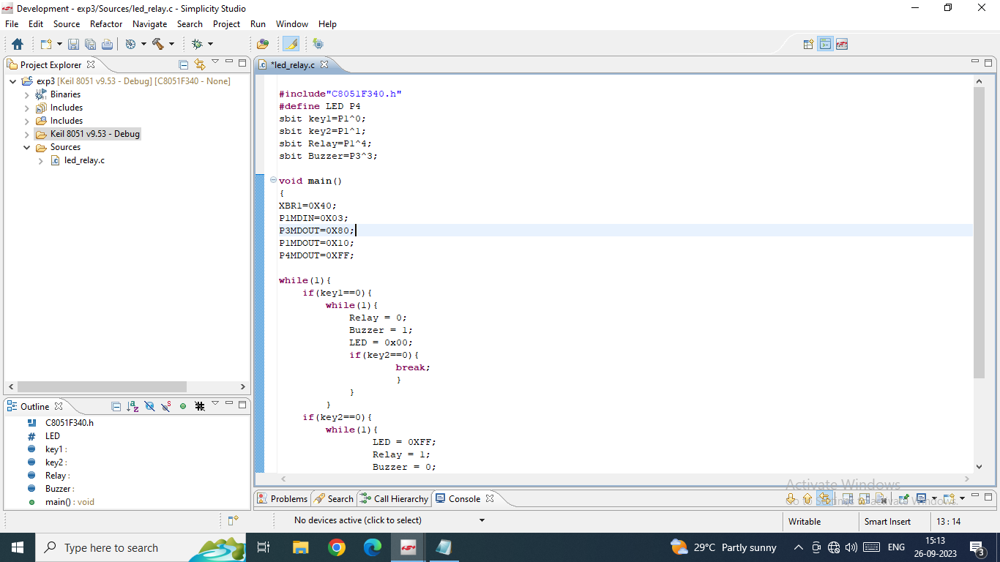 Development - exp3/Sources/led_relay.c - Simplicity Studio
File Edit Source Refactor Navigate Search Project Run Window Help
Project Explorer
exp3 [Keil 8051 v9.53 - Debug] [C8051F340 - None]
Binaries
Includes
Includes
Keil 8051 v9.53 - Debug
Sources
led_relay.c
Outline
C8051F340.h
LED
key1 :
key2 :
Relay :
Buzzer :
main() : void
*led_relay.c
#include"C8051F340.h"
#define LED P4
sbit key1=P1^0;
sbit key2=P1^1;
sbit Relay=P1^4;
sbit Buzzer=P3^3;
void main()
{
XBR1=0X40;
P1MDIN=0X03;
P3MDOUT=0X80;
P1MDOUT=0X10;
P4MDOUT=0XFF;
while(1){
if(key1==0){
while(1){
Relay = 0;
Buzzer = 1;
LED = 0x00;
if(key2==0){
break;
}
}
}
if(key2==0){
while(1){
LED = 0XFF;
Relay = 1;
Buzzer = 0;
Activate Windows
Go to Settings to activate Windows.
Problems Search Call Hierarchy Console
No devices active (click to select)
Writable Smart Insert 13 : 14
Type here to search
29°C Partly sunny
ENG
15:13
26-09-2023
3